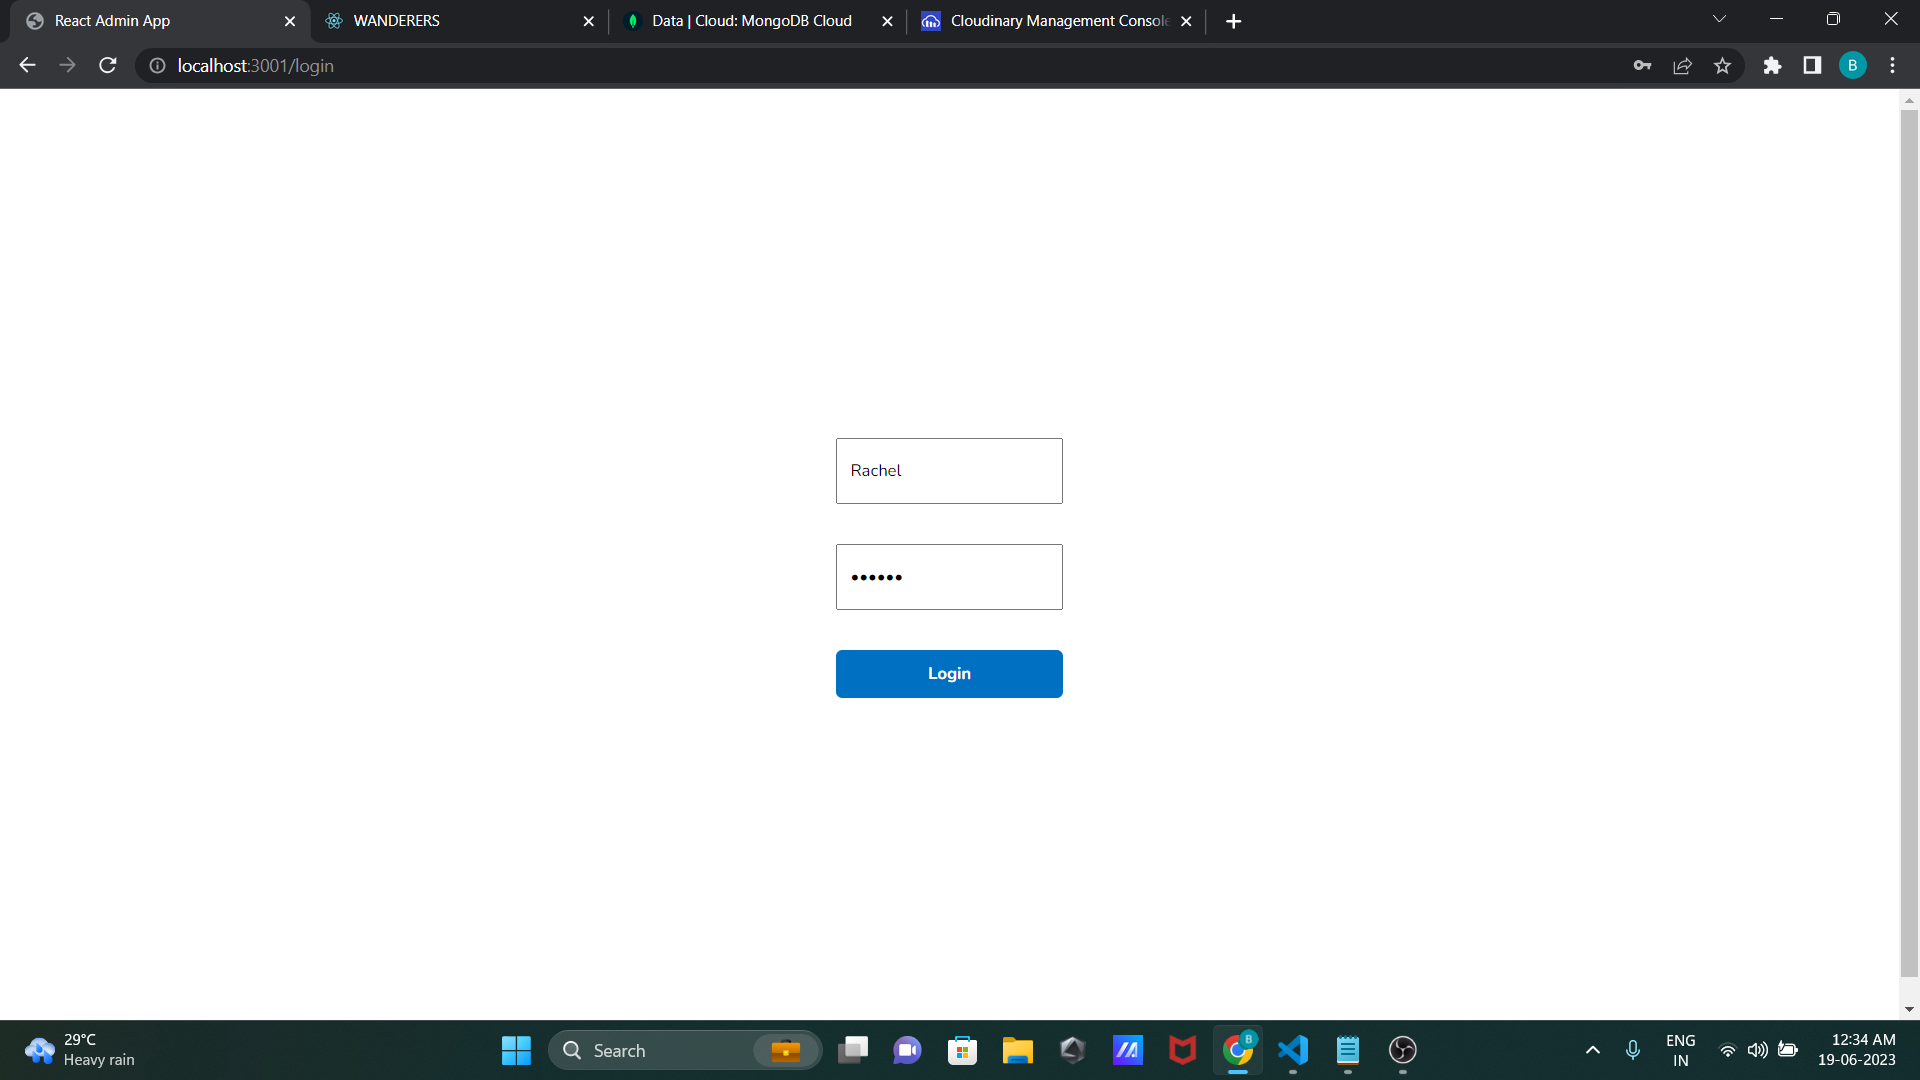 React Admin App
WANDERERS
Data | Cloud: MongoDB Cloud
Cloudinary Management Console
localhost:3001/login
B
Rachel
••••••
Login
29°C
Heavy rain
Search
B
ENG
IN
12:34 AM
19-06-2023